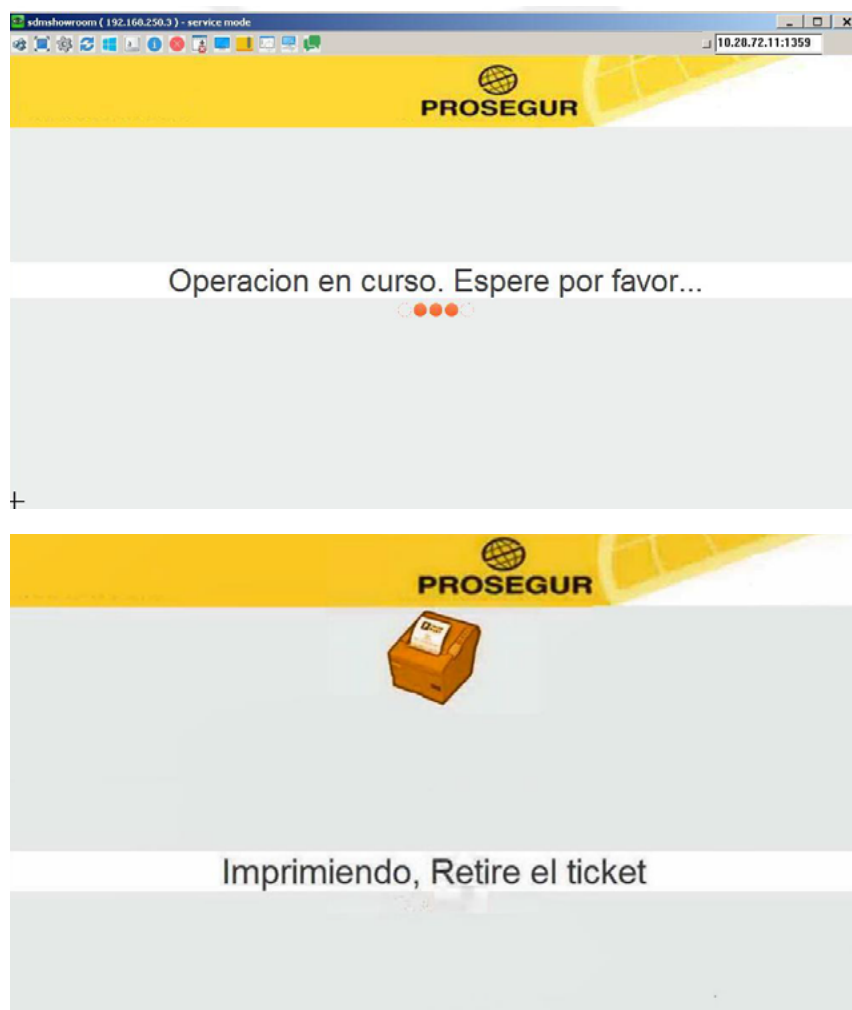 sdmshowroom ( 192.168.250.3 ) - service mode
10.20.72.11:1359
PROSEGUR
Operacion en curso. Espere por favor...
PROSEGUR
Imprimiendo, Retire el ticket